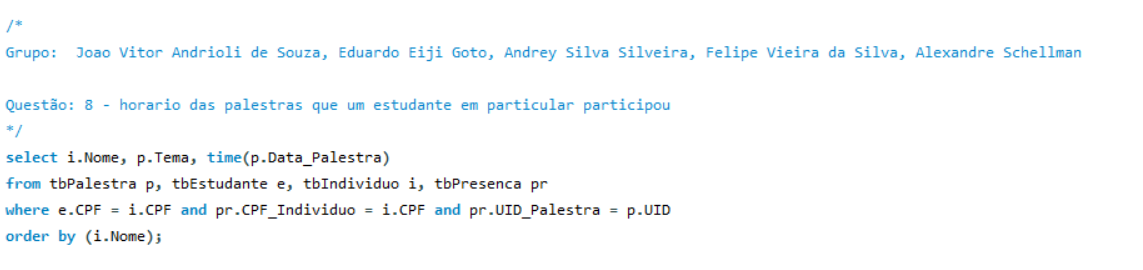 /*
Grupo:  Joao Vitor Andrioli de Souza, Eduardo Eiji Goto, Andrey Silva Silveira, Felipe Vieira da Silva, Alexandre Schellman
Questão: 8 - horario das palestras que um estudante em particular participou
*/
select i.Nome, p.Tema, time(p.Data_Palestra)
from tbPalestra p, tbEstudante e, tbIndividuo i, tbPresenca pr
where e.CPF = i.CPF and pr.CPF_Individuo = i.CPF and pr.UID_Palestra = p.UID
order by (i.Nome);